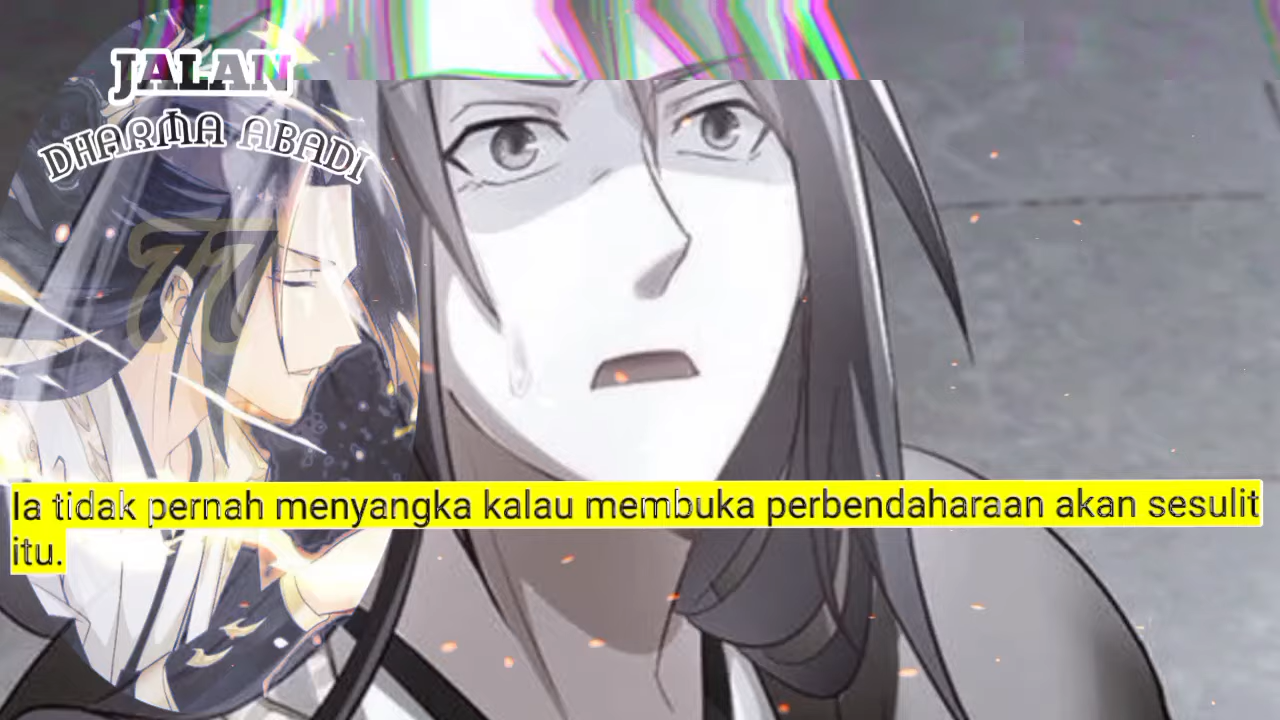 JALAN
DHARMA ABADI
Ia tidak pernah menyangka kalau membuka perbendaharaan akan sesulit
itu.